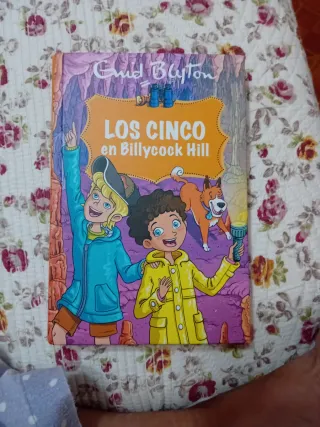 Enid Blyton
LOS CINCO
en Billycock Hill